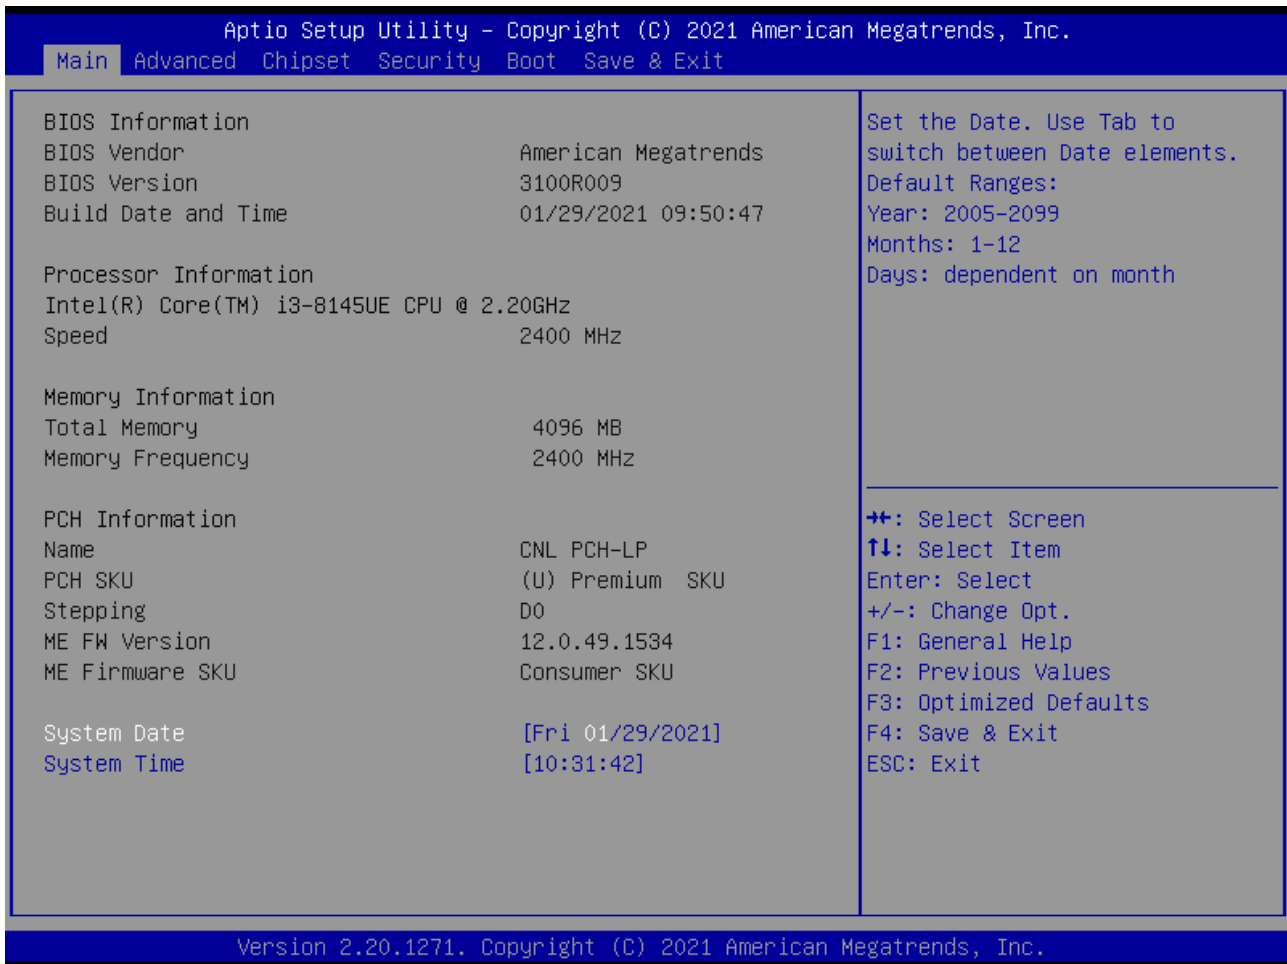 Aptio Setup Utility – Copyright (C) 2021 American Megatrends, Inc.
Main Advanced Chipset Security Boot Save & Exit
BIOS Information
BIOS Vendor American Megatrends
BIOS Version 3100R009
Build Date and Time 01/29/2021 09:50:47
Processor Information
Intel(R) Core(TM) i3-8145UE CPU @ 2.20GHz
Speed 2400 MHz
Memory Information
Total Memory 4096 MB
Memory Frequency 2400 MHz
PCH Information
Name CNL PCH-LP
PCH SKU (U) Premium SKU
Stepping D0
ME FW Version 12.0.49.1534
ME Firmware SKU Consumer SKU
System Date [Fri 01/29/2021]
System Time [10:31:42]
Set the Date. Use Tab to
switch between Date elements.
Default Ranges:
Year: 2005-2099
Months: 1-12
Days: dependent on month
→←: Select Screen
↑↓: Select Item
Enter: Select
+/-: Change Opt.
F1: General Help
F2: Previous Values
F3: Optimized Defaults
F4: Save & Exit
ESC: Exit
Version 2.20.1271. Copyright (C) 2021 American Megatrends, Inc.